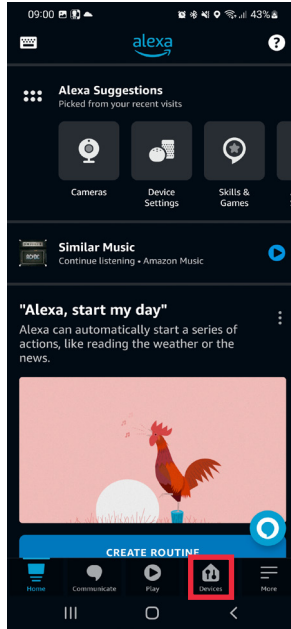 09:00
43%
alexa
?
Alexa Suggestions
Picked from your recent visits
Cameras
Device
Settings
Skills &
Games
Similar Music
Continue listening • Amazon Music
"Alexa, start my day"
Alexa can automatically start a series of
actions, like reading the weather or the
news.
CREATE ROUTINE
Home
Communicate
Play
Devices
More